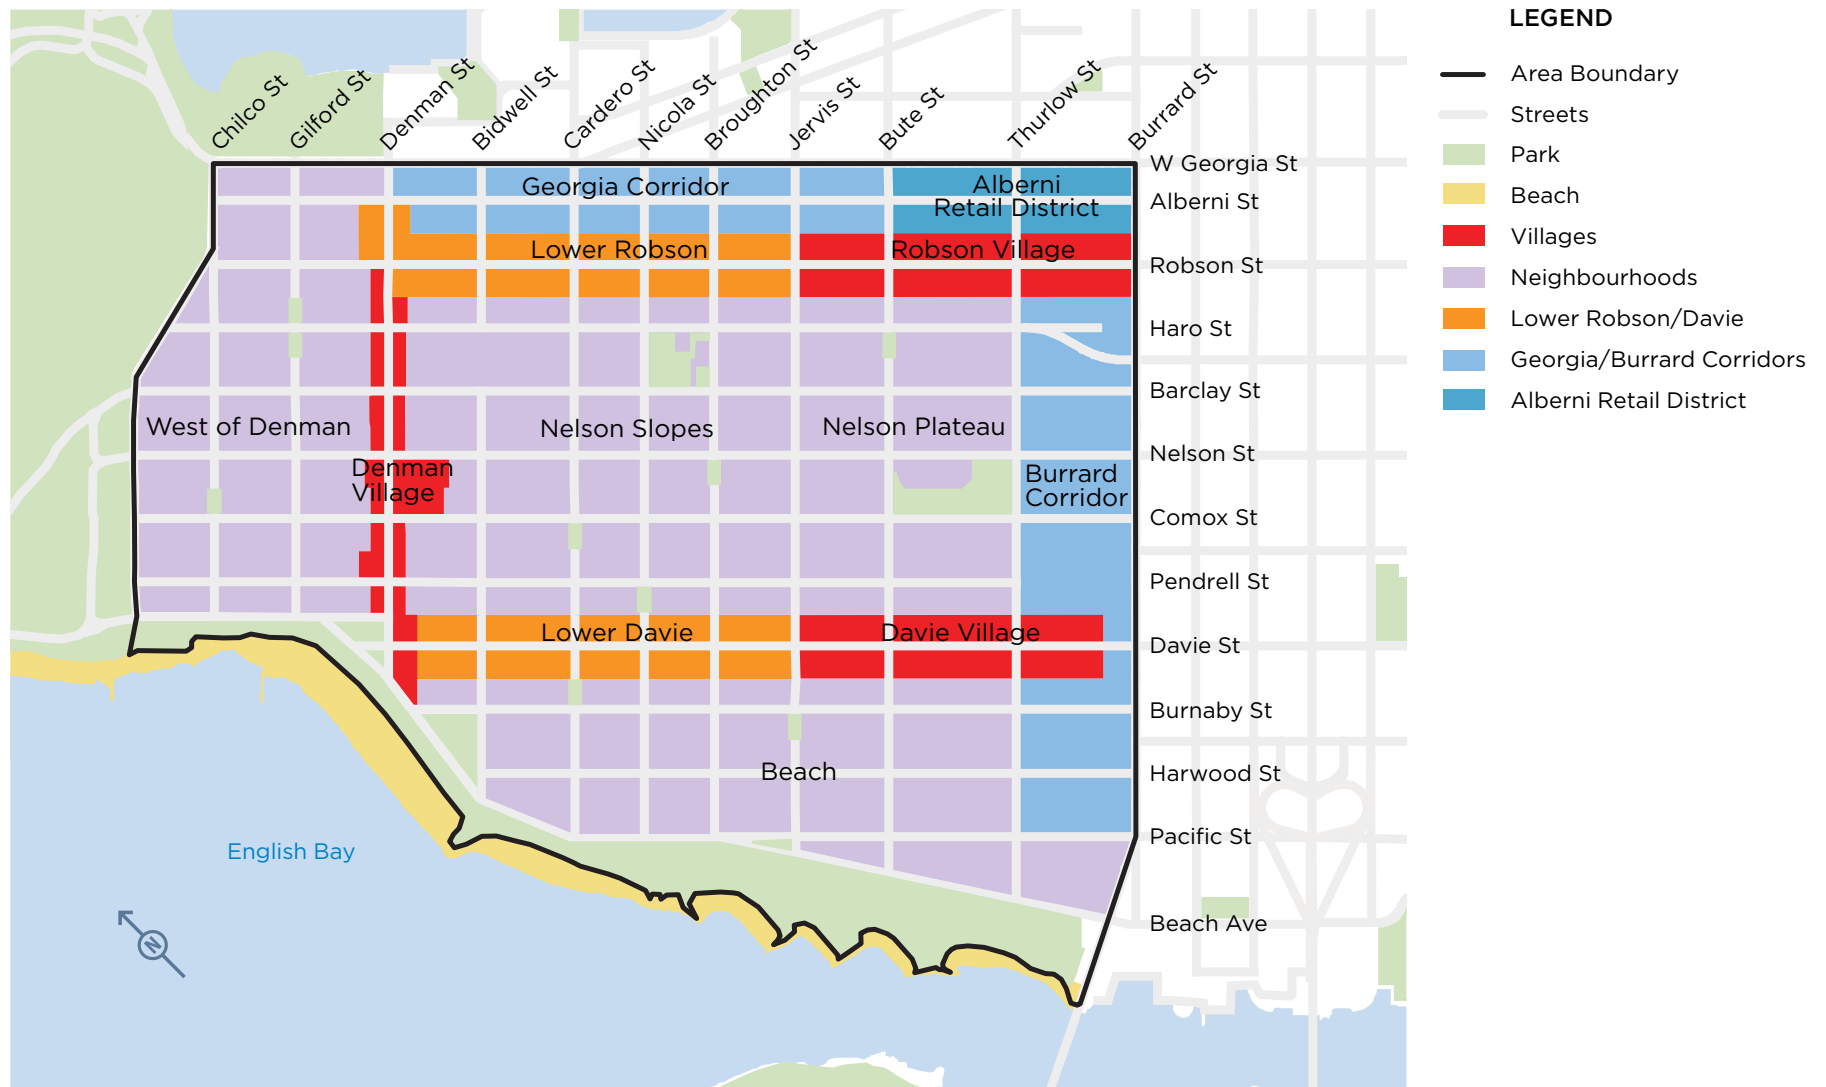 LEGEND
Area Boundary
Streets
Park
Beach
Villages
Neighbourhoods
Lower Robson/Davie
Georgia/Burrard Corridors
Alberni Retail District
Chilco St
Gilford St
Denman St
Bidwell St
Cardero St
Nicola St
Broughton St
Jervis St
Bute St
Thurlow St
Burrard St
W Georgia St
Alberni St
Robson St
Haro St
Barclay St
Nelson St
Comox St
Pendrell St
Davie St
Burnaby St
Harwood St
Pacific St
Beach Ave
Georgia Corridor
Alberni
Retail District
Lower Robson
Robson Village
West of Denman
Nelson Slopes
Nelson Plateau
Denman
Village
Burrard
Corridor
Lower Davie
Davie Village
Beach
English Bay
N